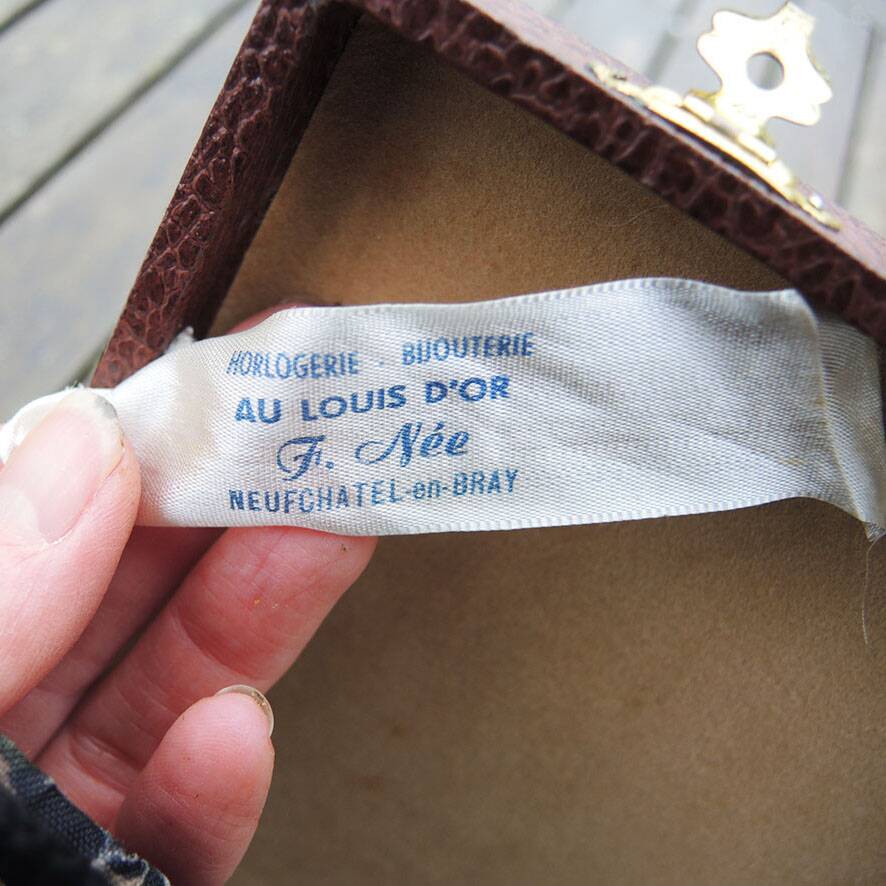 HORLOGERIE . BIJOUTERIE
AU LOUIS D'OR
F. Née
NEUFCHATEL-en-BRAY